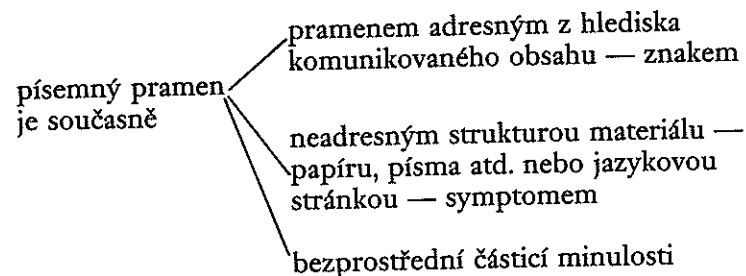 písemný pramen
je současně
pramenem adresným z hlediska
komunikovaného obsahu — znakem
neadresným strukturou materiálu —
papíru, písma atd. nebo jazykovou
stránkou — symptomem
bezprostřední částicí minulosti